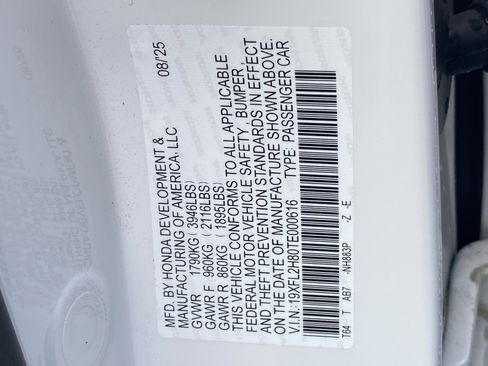 MFD. BY HONDA DEVELOPMENT & 08/'25
MANUFACTURING OF AMERICA, LLC
GVWR 1790KG ( 3946LBS)
GAWR F 960KG ( 2116LBS)
GAWR R 860KG ( 1895LBS)
THIS VEHICLE CONFORMS TO ALL APPLICABLE
FEDERAL MOTOR VEHICLE SAFETY, BUMPER,
AND THEFT PREVENTION STANDARDS IN EFFECT
ON THE DATE OF MANUFACTURE SHOWN ABOVE.
V.I.N: 19XFL2H80TE000616 TYPE: PASSENGER CAR
T64 T AB7 -NH883P -Z -E